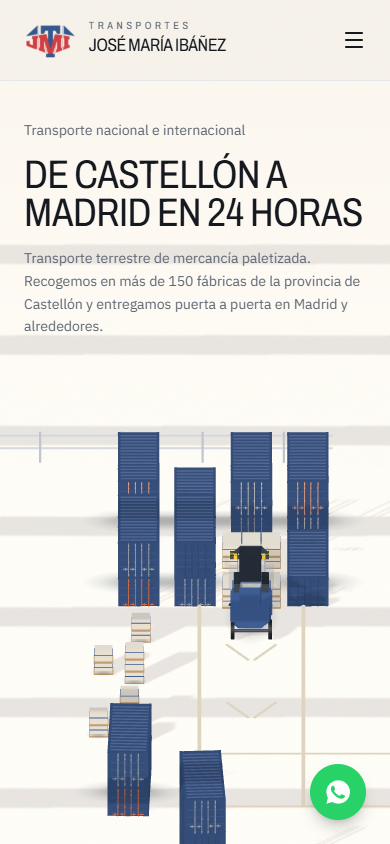 JMI
TRANSPORTES
JOSÉ MARÍA IBÁÑEZ
Transporte nacional e internacional
DE CASTELLÓN A
MADRID EN 24 HORAS
Transporte terrestre de mercancía paletizada.
Recogemos en más de 150 fábricas de la provincia de
Castellón y entregamos puerta a puerta en Madrid y
alrededores.